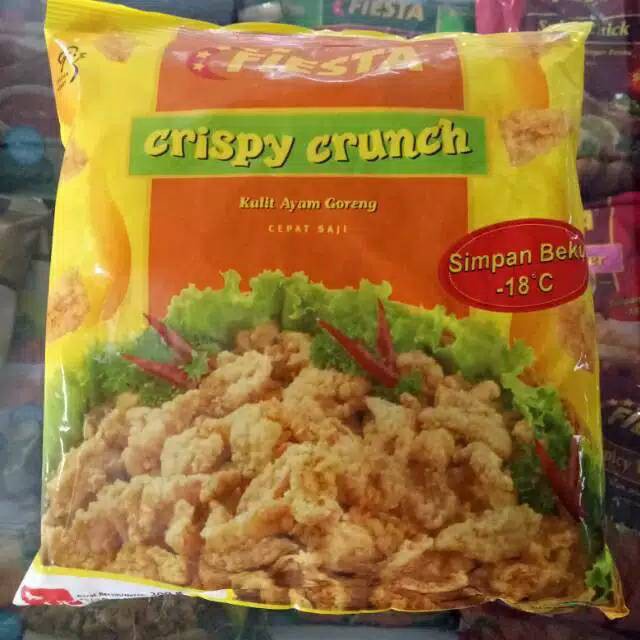 FIESTA
FIESTA
crispy crunch
Kulit Ayam Goreng
CEPAT SAJI
Simpan Beku
-18°C